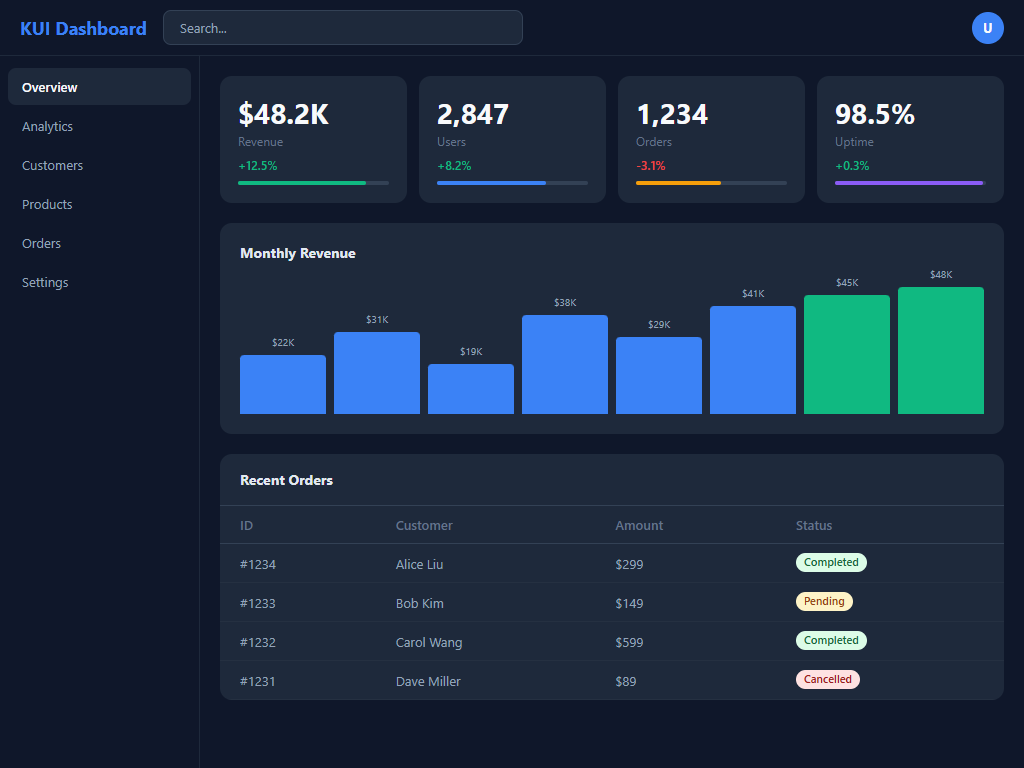 KUI Dashboard
Search...
U
Overview
Analytics
Customers
Products
Orders
Settings
$48.2K
Revenue
+12.5%
2,847
Users
+8.2%
1,234
Orders
-3.1%
98.5%
Uptime
+0.3%
Monthly Revenue
$22K
$31K
$19K
$38K
$29K
$41K
$45K
$48K
Recent Orders
ID Customer Amount Status
#1234 Alice Liu $299 Completed
#1233 Bob Kim $149 Pending
#1232 Carol Wang $599 Completed
#1231 Dave Miller $89 Cancelled